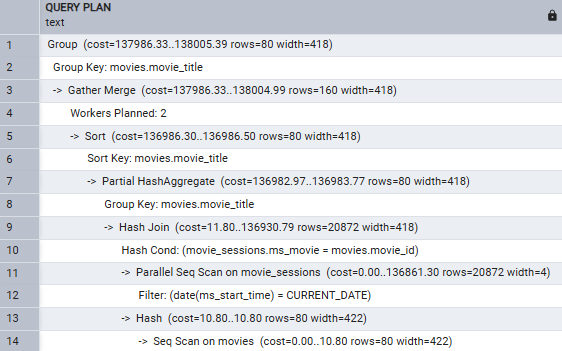 QUERY PLAN
text
1 Group (cost=137986.33..138005.39 rows=80 width=418)
2 Group Key: movies.movie_title
3 -> Gather Merge (cost=137986.33..138004.99 rows=160 width=418)
4 Workers Planned: 2
5 -> Sort (cost=136986.30..136986.50 rows=80 width=418)
6 Sort Key: movies.movie_title
7 -> Partial HashAggregate (cost=136982.97..136983.77 rows=80 width=418)
8 Group Key: movies.movie_title
9 -> Hash Join (cost=11.80..136930.79 rows=20872 width=418)
10 Hash Cond: (movie_sessions.ms_movie = movies.movie_id)
11 -> Parallel Seq Scan on movie_sessions (cost=0.00..136861.30 rows=20872 width=4)
12 Filter: (date(ms_start_time) = CURRENT_DATE)
13 -> Hash (cost=10.80..10.80 rows=80 width=422)
14 -> Seq Scan on movies (cost=0.00..10.80 rows=80 width=422)